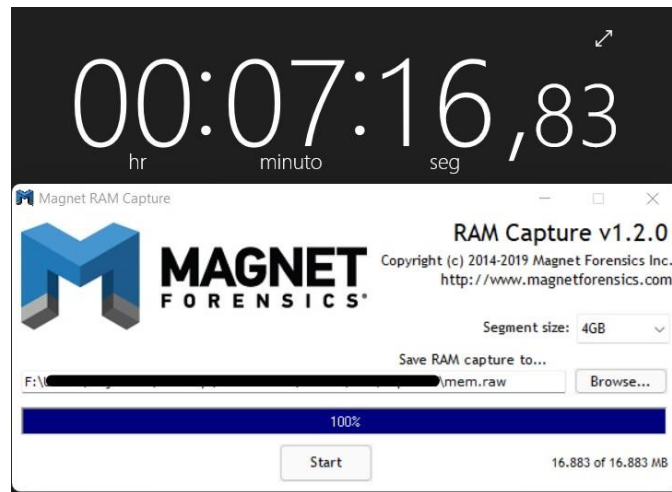 00:07:16,83
hr minuto seg
Magnet RAM Capture
MAGNET
FORENSICS®
RAM Capture v1.2.0
Copyright (c) 2014-2019 Magnet Forensics Inc.
http://www.magnetforensics.com
Segment size: 4GB
Save RAM capture to...
F:\ \mem.raw Browse...
100%
Start 16.883 of 16.883 MB